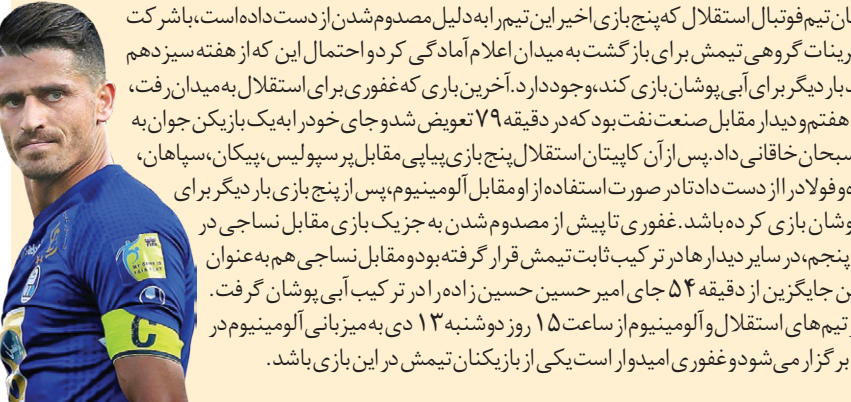 تیم فوتبال استقلال که پنج بازی اخیر این تیم را به دلیل مصدوم شدن از دست داده است، با شرکت
گروهی تیمش برای بازگشت به میدان اعلام آمادگی کرد و احتمال این که از هفته سیزدهم
بار دیگر برای آبی پوشان بازی کند، وجود دارد. آخرین باری که غفوری برای استقلال به میدان رفت،
هفتم و دیدار مقابل صنعت نفت بود که در دقیقه ۷۹ تعویض شد و جای خود را به یک بازیکن جوان به
سبحان خاقانی داد. پس از آن کاپیتان استقلال پنج بازی پیاپی مقابل پرسپولیس، پیکان، سپاهان،
و فولاد را از دست داد تا در صورت استفاده از او مقابل آلومینیوم، پس از پنج بازی بار دیگر برای
بازی کرده باشد. غفوری تا پیش از مصدوم شدن به جز یک بازی مقابل نساجی در
پنجم، در سایر دیدارها در ترکیب ثابت تیمش قرار گرفته بود و مقابل نساجی هم به عنوان
جایگزین از دقیقه ۵۴ جای امیر حسین حسین زاده را در ترکیب آبی پوشان گرفت.
تیم های استقلال و آلومینیوم از ساعت ۱۵ روز دوشنبه ۱۳ دی به میزبانی آلومینیوم در
برگزار می شود و غفوری امیدوار است یکی از بازیکنان تیمش در این بازی باشد.
C